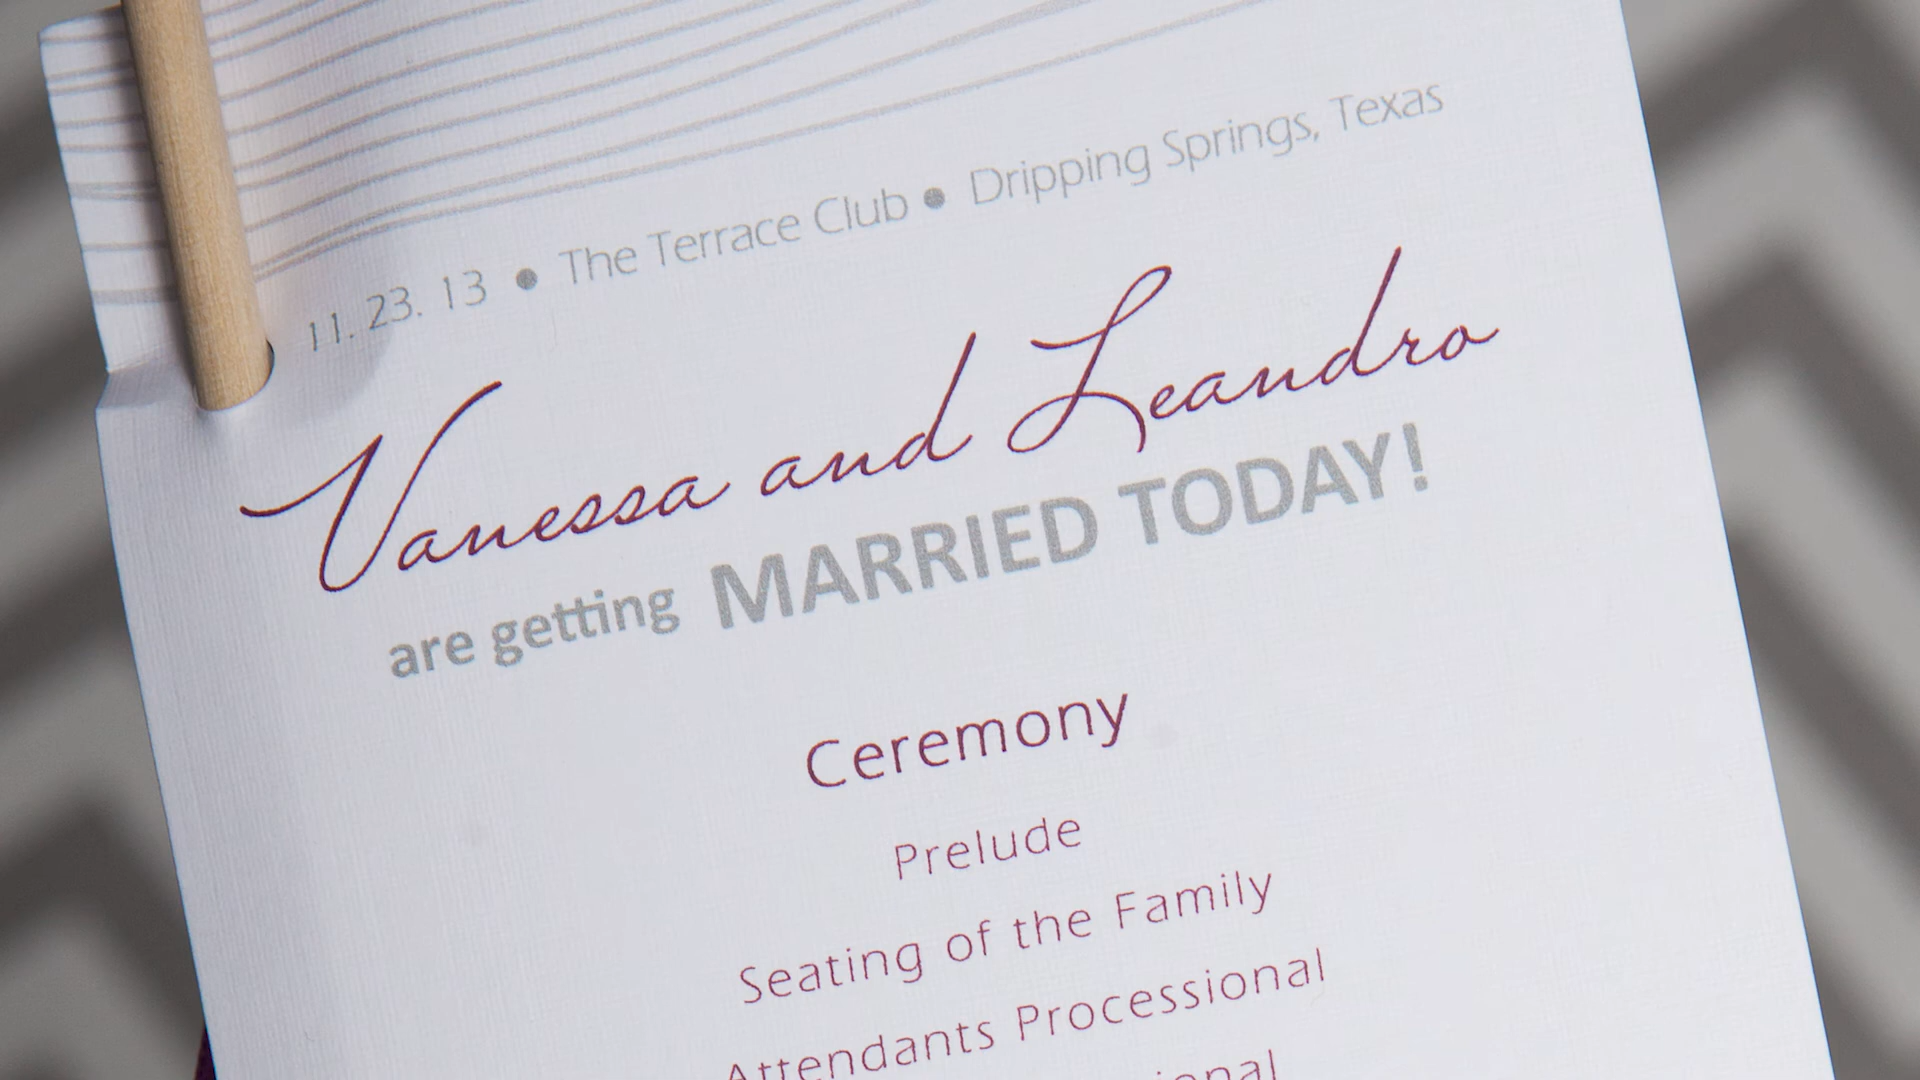 11. 23. 13 ● The Terrace Club ● Dripping Springs, Texas
Vanessa and Leandro
are getting MARRIED TODAY!
Ceremony
Prelude
Seating of the Family
Attendants Processional